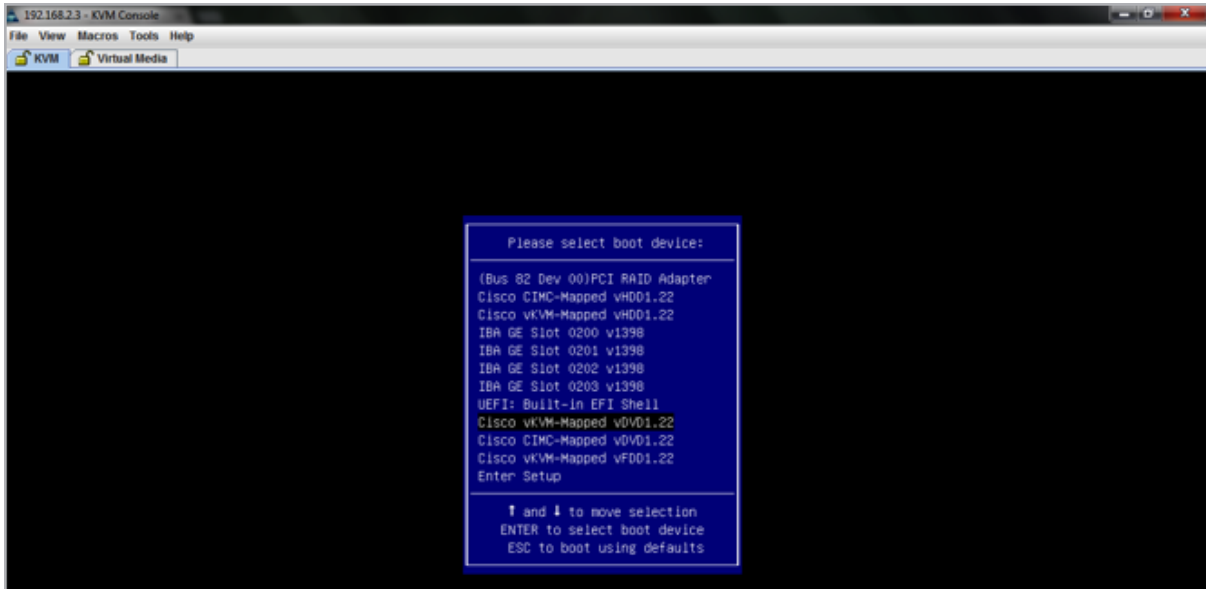 192.168.2.3 - KVM Console
File View Macros Tools Help
KVM Virtual Media
Please select boot device:
(Bus 82 Dev 00)PCI RAID Adapter
Cisco CIMC-Mapped vHDD1.22
Cisco vKVM-Mapped vHDD1.22
IBA GE Slot 0200 v1398
IBA GE Slot 0201 v1398
IBA GE Slot 0202 v1398
IBA GE Slot 0203 v1398
UEFI: Built-in EFI Shell
Cisco vKVM-Mapped vDVD1.22
Cisco CIMC-Mapped vDVD1.22
Cisco vKVM-Mapped vFDD1.22
Enter Setup
↑ and ↓ to move selection
ENTER to select boot device
ESC to boot using defaults